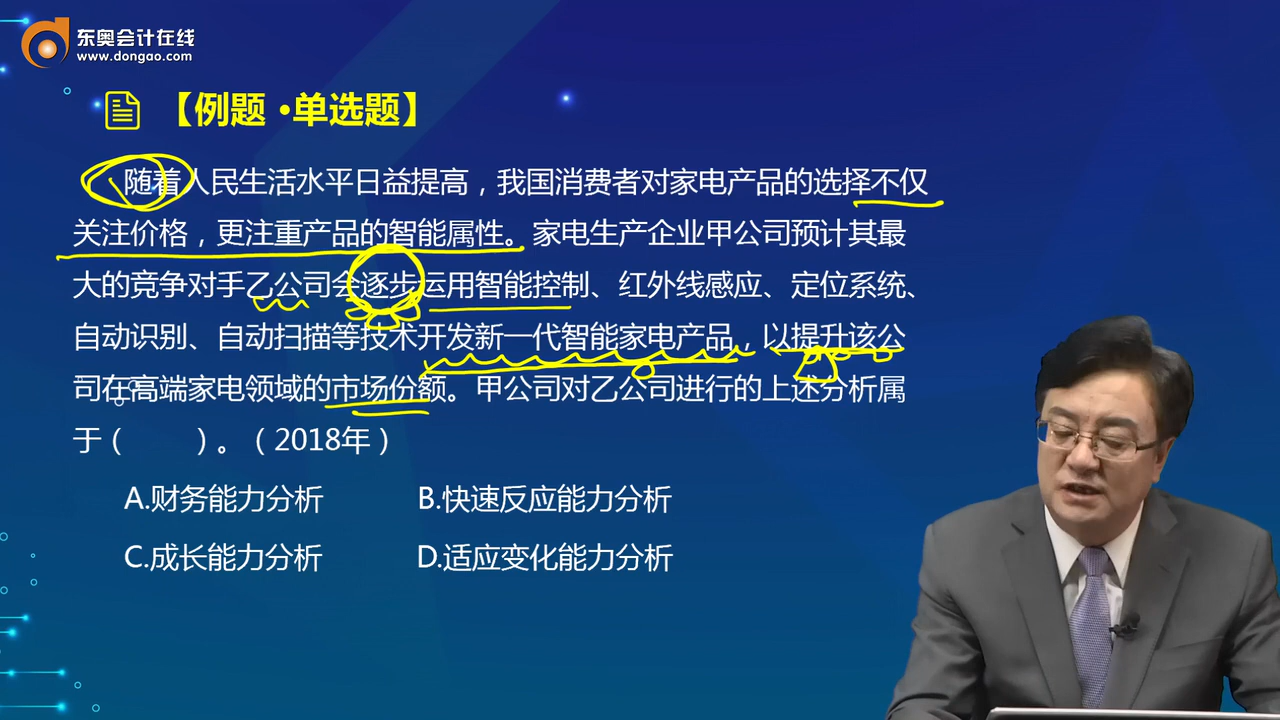 东奥会计在线
www.dongao.com
【例题·单选题】
随着人民生活水平日益提高，我国消费者对家电产品的选择不仅
关注价格，更注重产品的智能属性。家电生产企业甲公司预计其最
大的竞争对手乙公司会逐步运用智能控制、红外线感应、定位系统、
自动识别、自动扫描等技术开发新一代智能家电产品，以提升该公
司在高端家电领域的市场份额。甲公司对乙公司进行的上述分析属
于（　　）。（2018年）
A.财务能力分析 B.快速反应能力分析
C.成长能力分析 D.适应变化能力分析